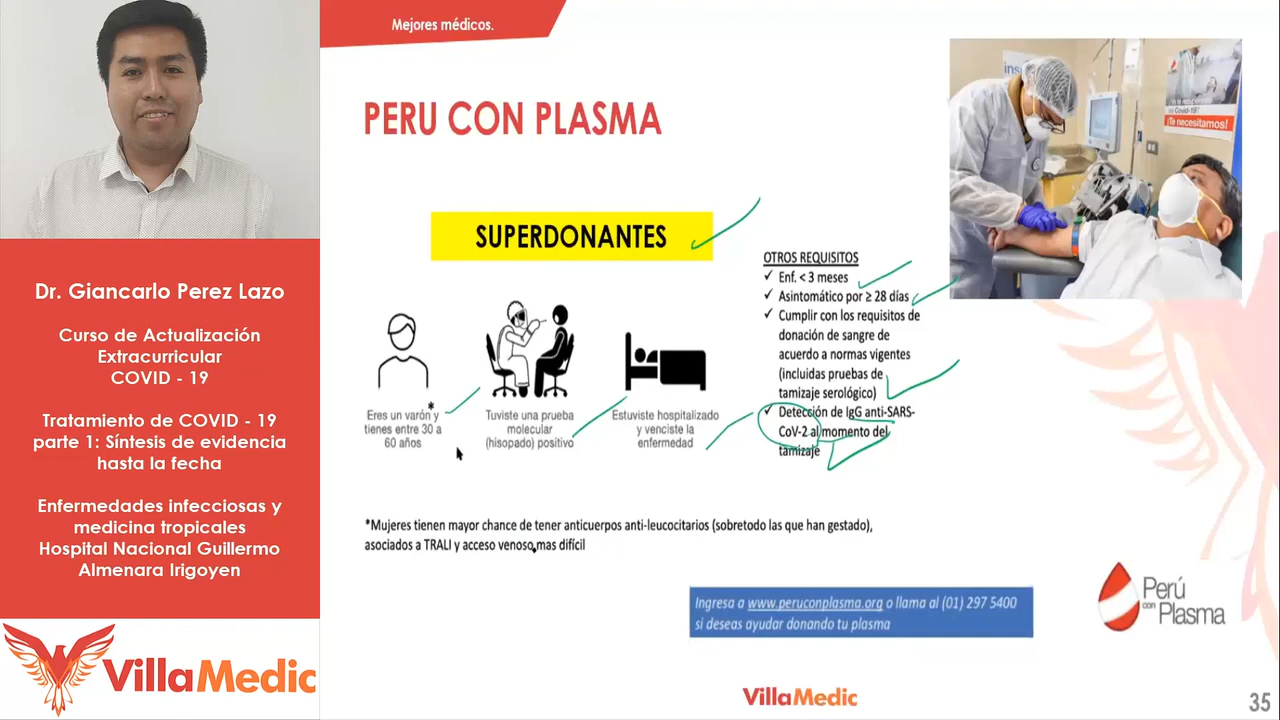 Mejores médicos.
PERU CON PLASMA
SUPERDONANTES
Eres un varón y
tienes entre 30 a
60 años
*
Tuviste una prueba
molecular
(hisopado) positivo
Estuviste hospitalizado
y venciste la
enfermedad
OTROS REQUISITOS
✓ Enf. < 3 meses
✓ Asintomático por ≥ 28 días
✓ Cumplir con los requisitos de
donación de sangre de
acuerdo a normas vigentes
(incluidas pruebas de
tamizaje serológico)
✓ Detección de IgG anti-SARS-
CoV-2 al momento del
tamizaje
*Mujeres tienen mayor chance de tener anticuerpos anti-leucocitarios (sobretodo las que han gestado),
asociados a TRALI y acceso venoso mas difícil
Ingresa a www.peruconplasma.org o llama al (01) 297 5400
si deseas ayudar donando tu plasma
Perú
con
Plasma
VillaMedic
35
¡Te necesitamos!
Dr. Giancarlo Perez Lazo
Curso de Actualización
Extracurricular
COVID - 19
Tratamiento de COVID - 19
parte 1: Síntesis de evidencia
hasta la fecha
Enfermedades infecciosas y
medicina tropicales
Hospital Nacional Guillermo
Almenara Irigoyen
VillaMedic